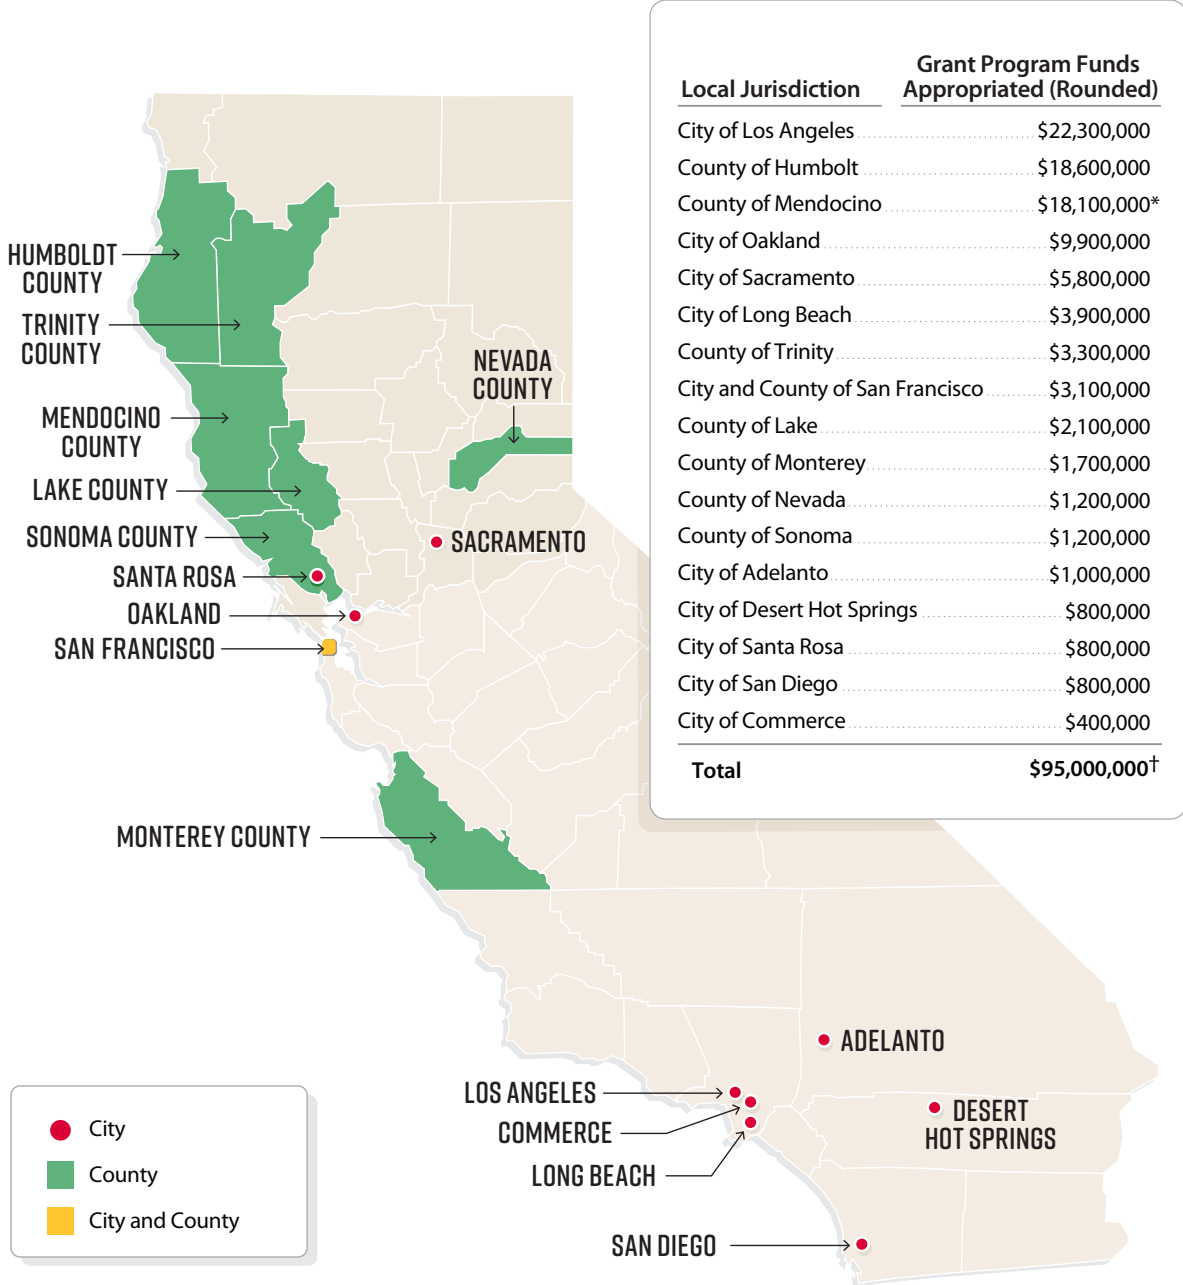 Local Jurisdiction
Grant Program Funds
Appropriated (Rounded)
City of Los Angeles $22,300,000
County of Humbolt $18,600,000
County of Mendocino $18,100,000*
City of Oakland $9,900,000
City of Sacramento $5,800,000
City of Long Beach $3,900,000
County of Trinity $3,300,000
City and County of San Francisco $3,100,000
County of Lake $2,100,000
County of Monterey $1,700,000
County of Nevada $1,200,000
County of Sonoma $1,200,000
City of Adelanto $1,000,000
City of Desert Hot Springs $800,000
City of Santa Rosa $800,000
City of San Diego $800,000
City of Commerce $400,000
Total $95,000,000†
HUMBOLDT
COUNTY
TRINITY
COUNTY
NEVADA
COUNTY
MENDOCINO
COUNTY
LAKE COUNTY
SONOMA COUNTY
SACRAMENTO
SANTA ROSA
OAKLAND
SAN FRANCISCO
MONTEREY COUNTY
ADELANTO
LOS ANGELES
COMMERCE
DESERT
HOT SPRINGS
LONG BEACH
SAN DIEGO
City
County
City and County